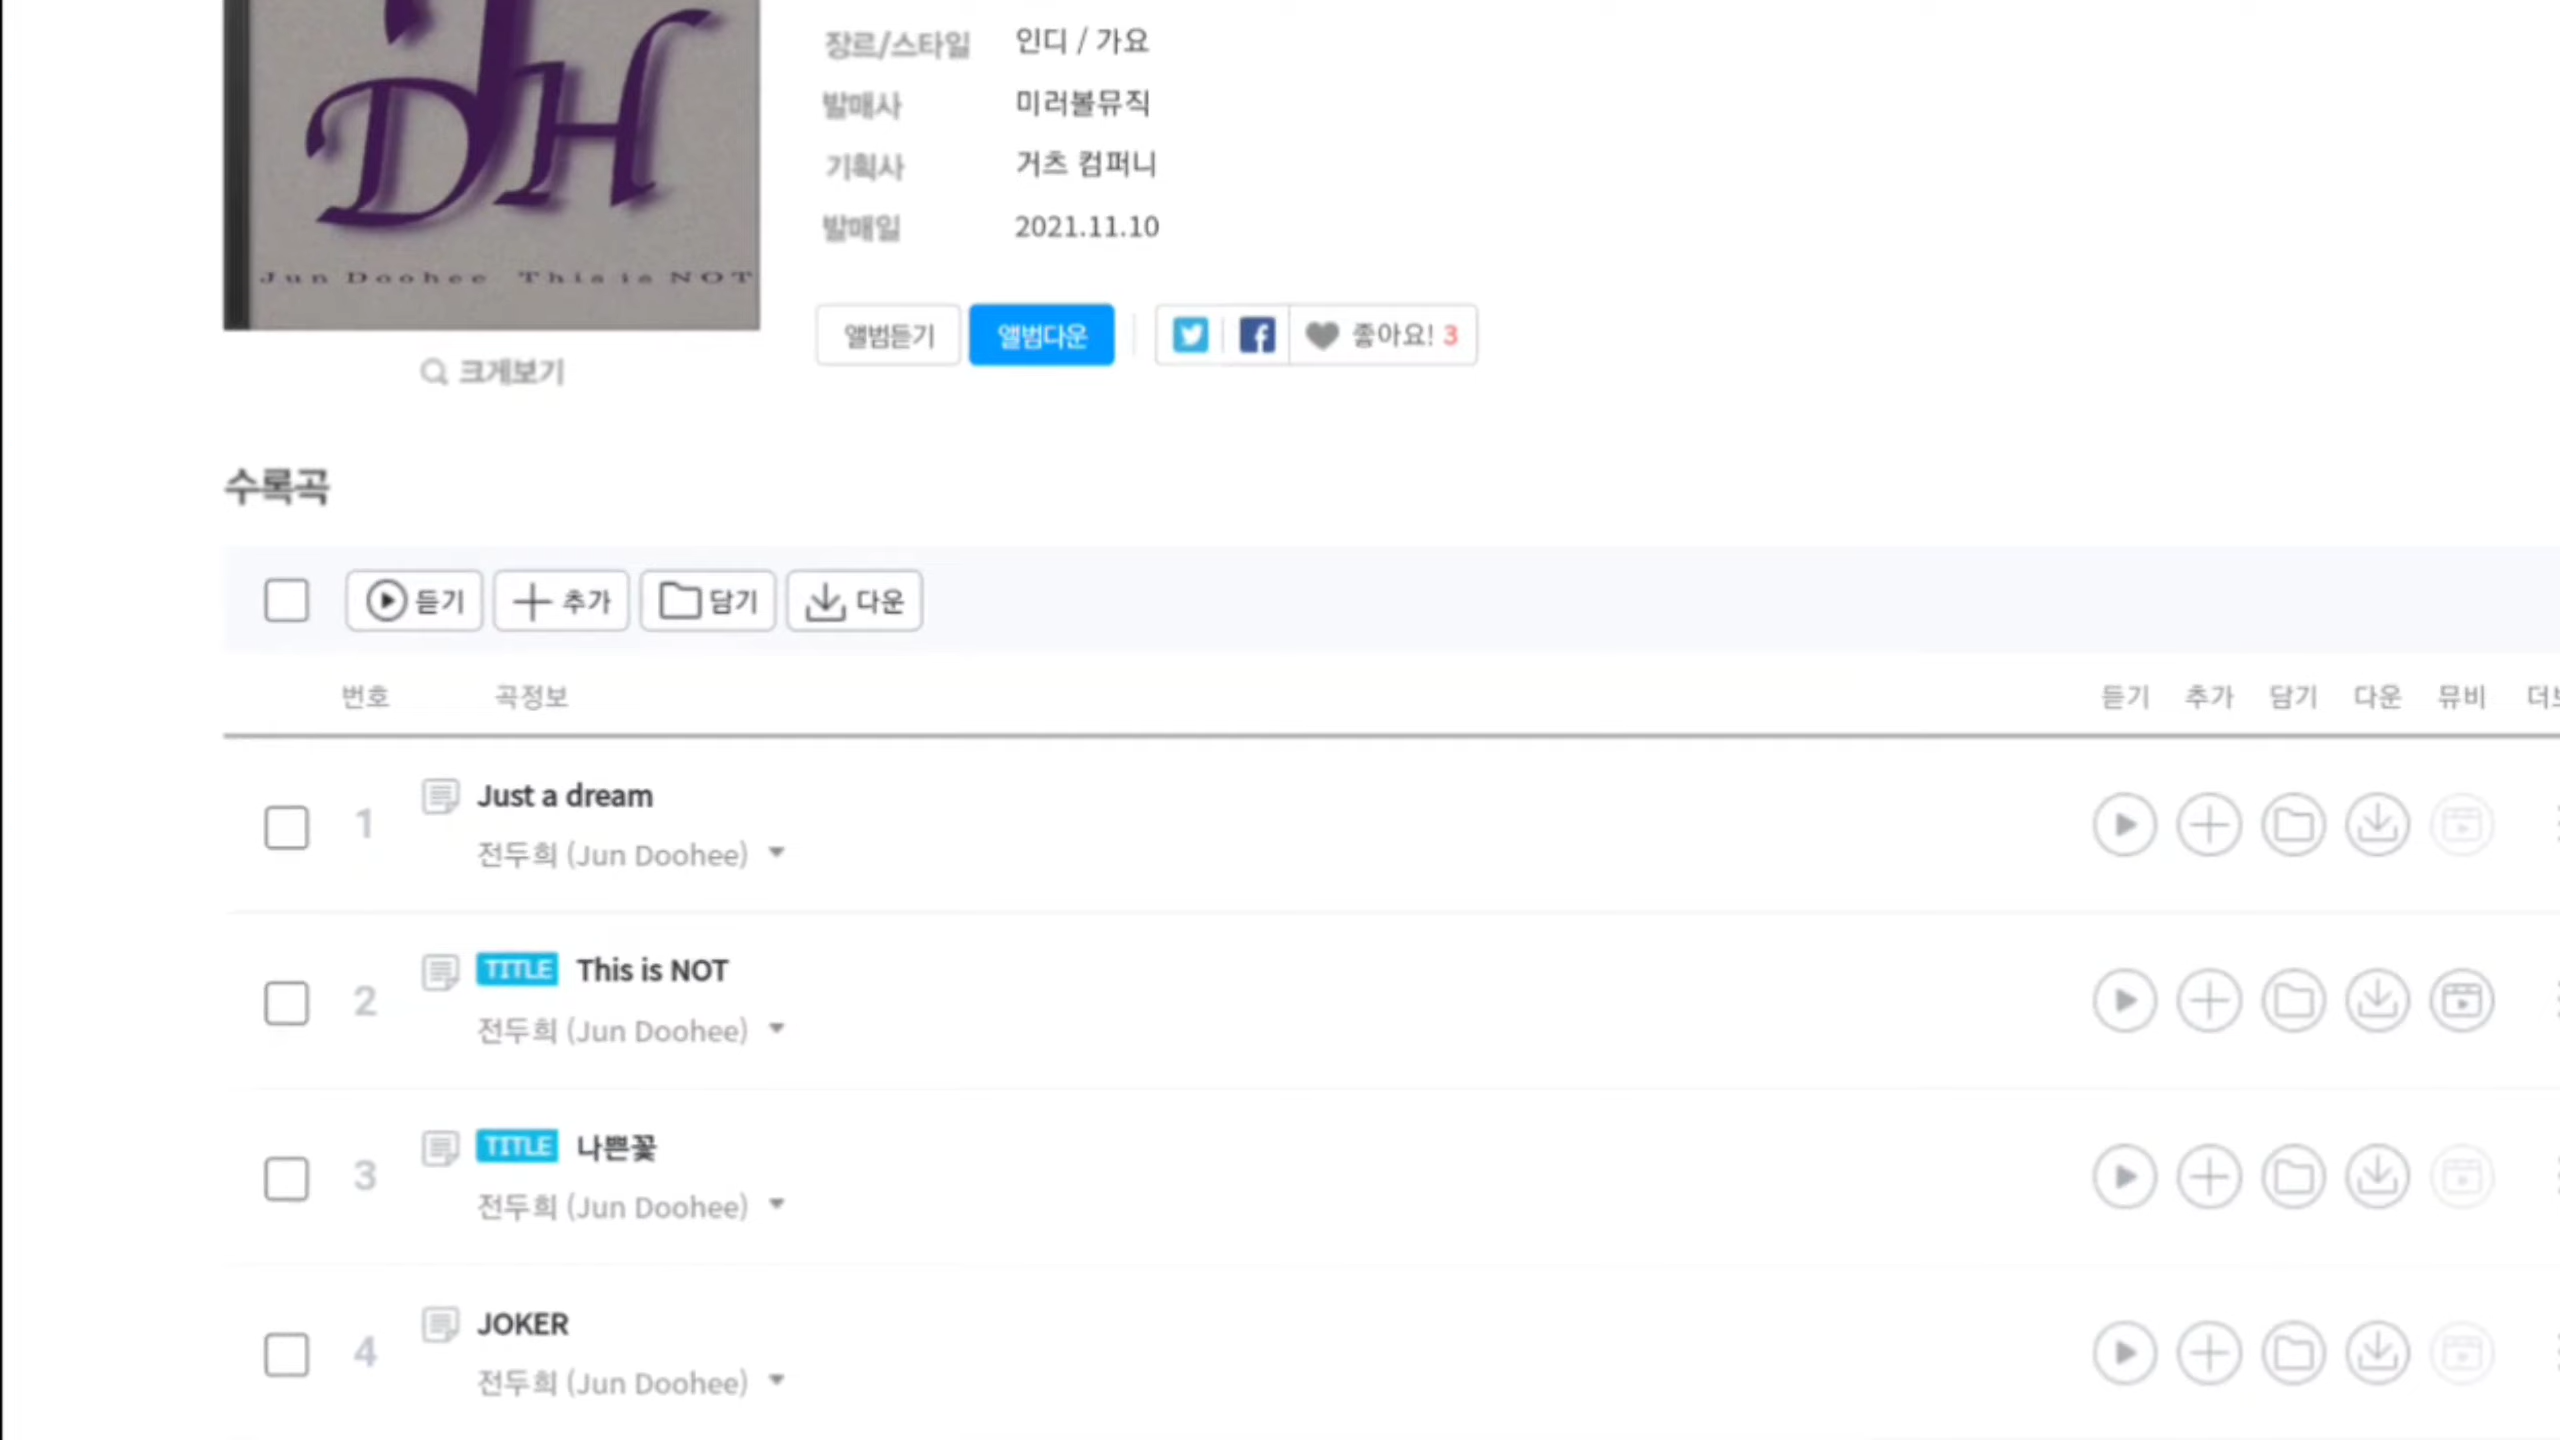 DJH
Jun Doohee This is NOT
크게보기
장르/스타일 인디 / 가요
발매사 미러볼뮤직
기획사 거츠 컴퍼니
발매일 2021.11.10
앨범듣기 앨범다운 좋아요! 3
수록곡
듣기 추가 담기 다운
번호 곡정보 듣기 추가 담기 다운 뮤비
1 Just a dream
전두희 (Jun Doohee)
2 TITLE This is NOT
전두희 (Jun Doohee)
3 TITLE 나쁜꽃
전두희 (Jun Doohee)
4 JOKER
전두희 (Jun Doohee)